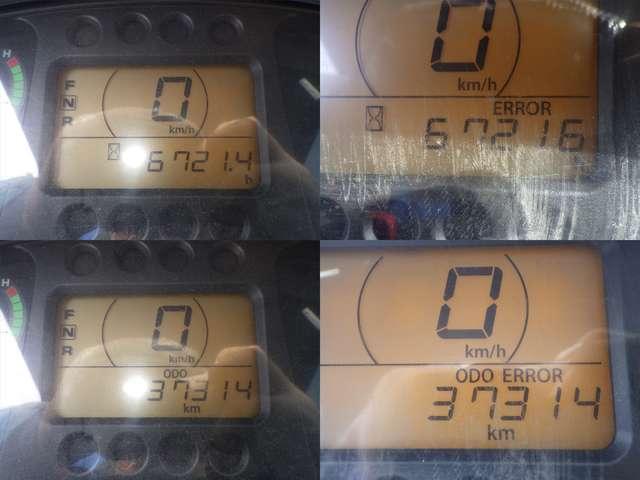 H
F
0
N
km/h
R
6721.4
h
0
km/h
ERROR
67216
H
F
0
N
km/h
R
ODO
37314
km
0
km/h
ODO ERROR
37314
km